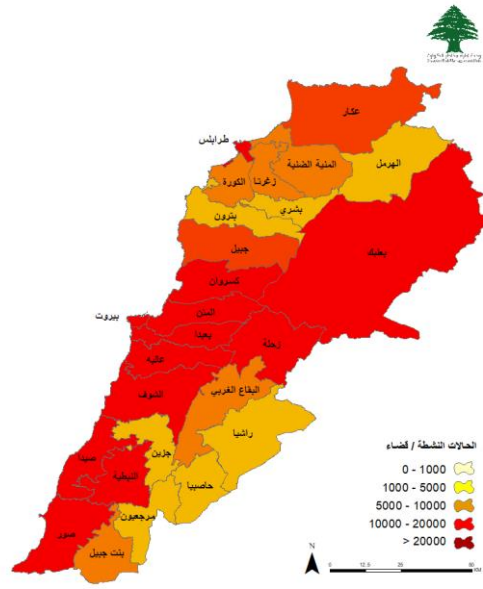 عكار
طرابلس
المنية الضنية
الهرمل
زغرتا
الكورة
بشري
بترون
بعلبك
جبيل
كسروان
المتن
بيروت
بعبدا
زحلة
عاليه
الشوف
البقاع الغربي
راشيا
جزين
صيدا
النبطية
حاصبيا
مرجعيون
صور
بنت جبيل
الحالات النشطة / قضاء
0 - 1000
1000 - 5000
5000 - 10000
10000 - 20000
> 20000
N
0 12.5 25 50
KM